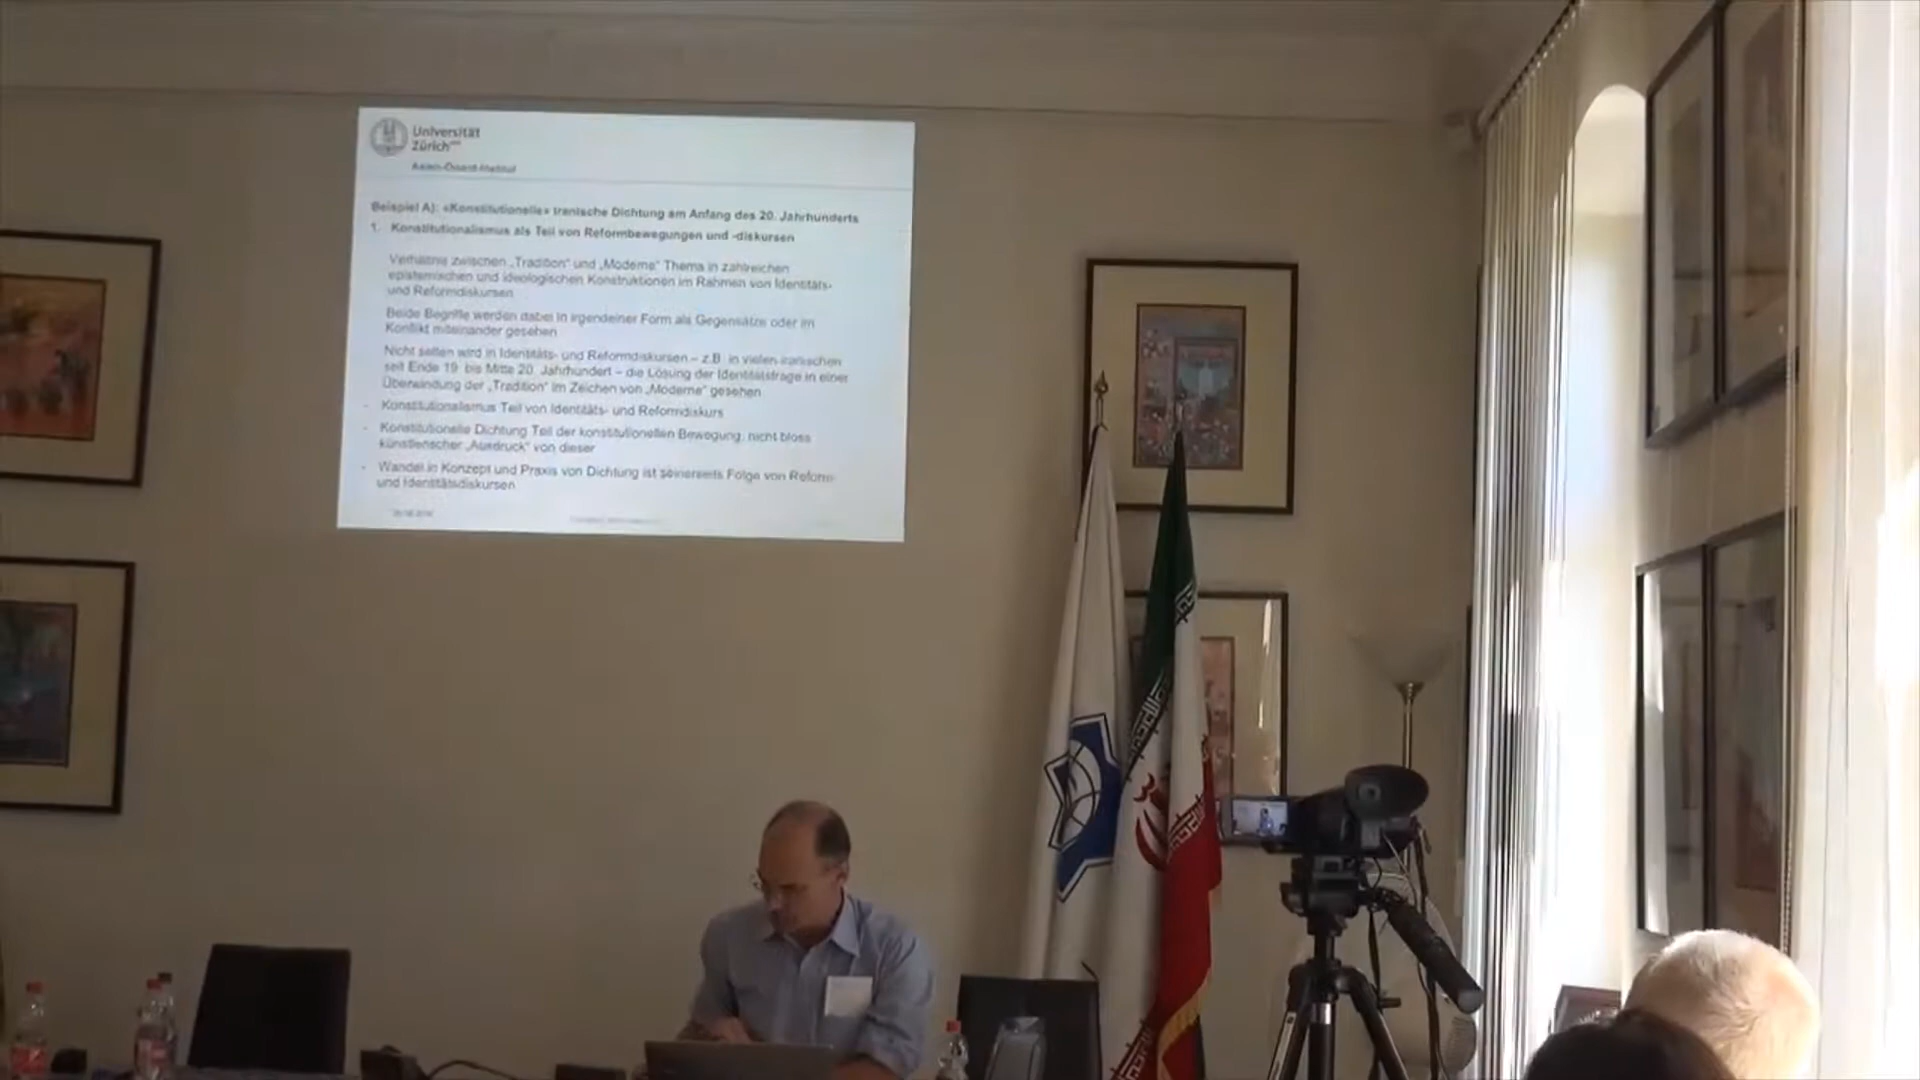 Universität
Zürich
Asien-Orient-Institut
Beispiel A): «Konstitutionelle» iranische Dichtung am Anfang des 20. Jahrhunderts
1. Konstitutionalismus als Teil von Reformbewegungen und -diskursen
Verhältnis zwischen „Tradition“ und „Moderne“ Thema in zahlreichen
epistemischen und ideologischen Konstruktionen im Rahmen von Identitäts-
und Reformdiskursen
Beide Begriffe werden dabei in irgendeiner Form als Gegensätze oder im
Konflikt miteinander gesehen
Nicht selten wird in Identitäts- und Reformdiskursen – z.B. in vielen iranischen
seit Ende 19. bis Mitte 20. Jahrhundert – die Lösung der Identitätsfrage in einer
Überwindung der „Tradition“ im Zeichen von „Moderne“ gesehen
- Konstitutionalismus Teil von Identitäts- und Reformdiskurs
- Konstitutionelle Dichtung Teil der konstitutionellen Bewegung, nicht bloss
künstlerischer „Ausdruck“ von dieser
- Wandel in Konzept und Praxis von Dichtung ist seinerseits Folge von Reform-
und Identitätsdiskursen